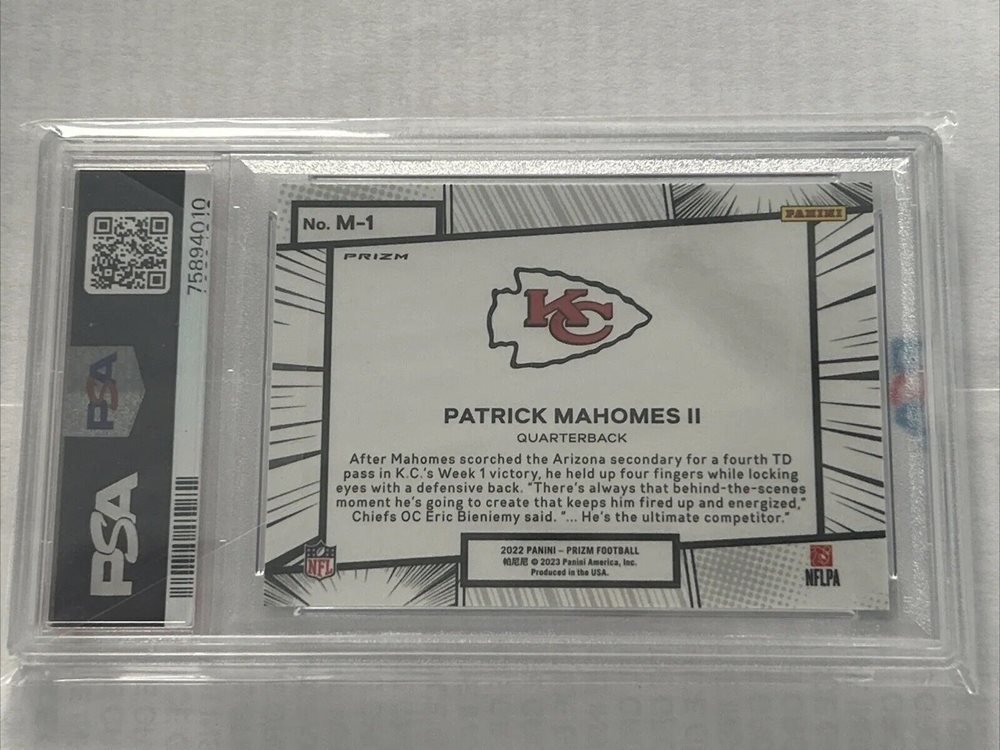 75894010
PSA
PSA
No. M-1
PANINI
PRIZM
KC
PATRICK MAHOMES II
QUARTERBACK
After Mahomes scorched the Arizona secondary for a fourth TD
pass in K.C.'s Week 1 victory, he held up four fingers while locking
eyes with a defensive back. "There's always that behind-the-scenes
moment he's going to create that keeps him fired up and energized,"
Chiefs OC Eric Bieniemy said. "... He's the ultimate competitor."
NFL
2022 PANINI – PRIZM FOOTBALL
帕尼尼 © 2023 Panini America, Inc.
Produced in the USA.
NFLPA